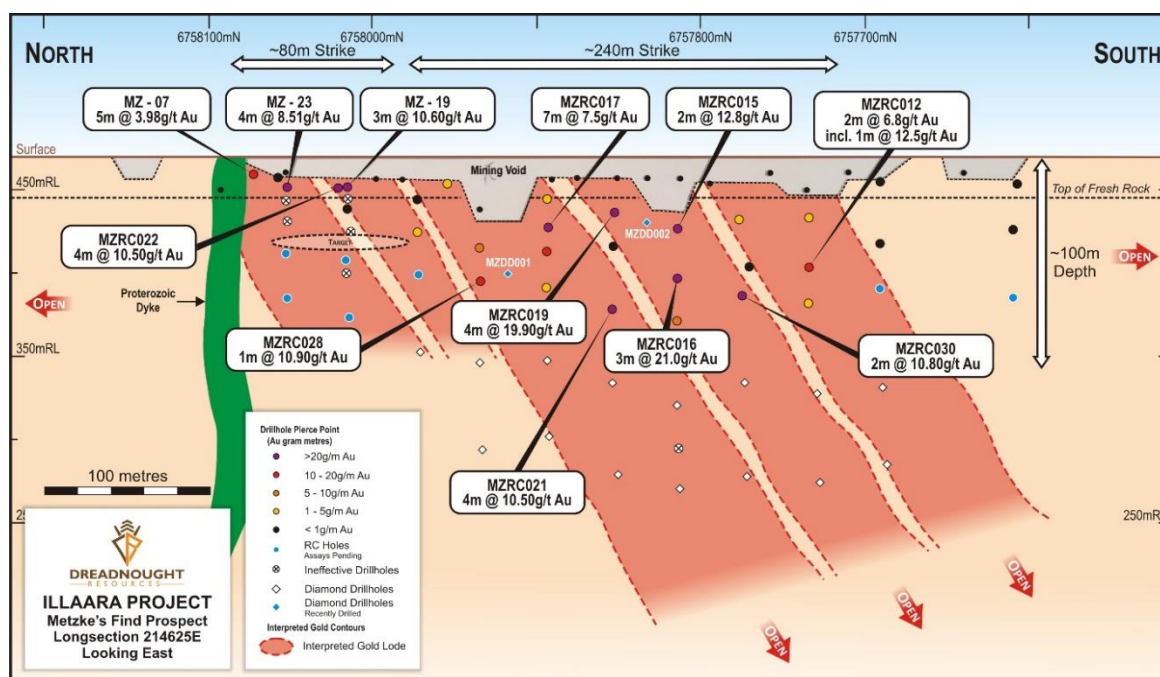 6758100mN
6758000mN
6757800mN
6757700mN
NORTH
~80m Strike
~240m Strike
SOUTH
MZ - 07
5m @ 3.98g/t Au
MZ - 23
4m @ 8.51g/t Au
MZ - 19
3m @ 10.60g/t Au
MZRC017
7m @ 7.5g/t Au
MZRC015
2m @ 12.8g/t Au
MZRC012
2m @ 6.8g/t Au
incl. 1m @ 12.5g/t Au
Surface
Mining Void
450mRL
Top of Fresh Rock
MZRC022
4m @ 10.50g/t Au
TARGET
MZDD002
MZDD001
~100m
Depth
OPEN
OPEN
Proterozoic
Dyke
MZRC028
1m @ 10.90g/t Au
MZRC019
4m @ 19.90g/t Au
MZRC016
3m @ 21.0g/t Au
MZRC030
2m @ 10.80g/t Au
350mRL
MZRC021
4m @ 10.50g/t Au
100 metres
25
250mR
Drillhole Pierce Point
(Au gram metres)
>20g/m Au
10 - 20g/m Au
5 - 10g/m Au
1 - 5g/m Au
< 1g/m Au
RC Holes
Assays Pending
Ineffective Drillholes
Diamond Drillholes
Diamond Drillholes
Recently Drilled
Interpreted Gold Contours
Interpreted Gold Lode
DREADNOUGHT
RESOURCES
ILLAARA PROJECT
Metzke's Find Prospect
Longsection 214625E
Looking East
OPEN
OPEN
OPEN